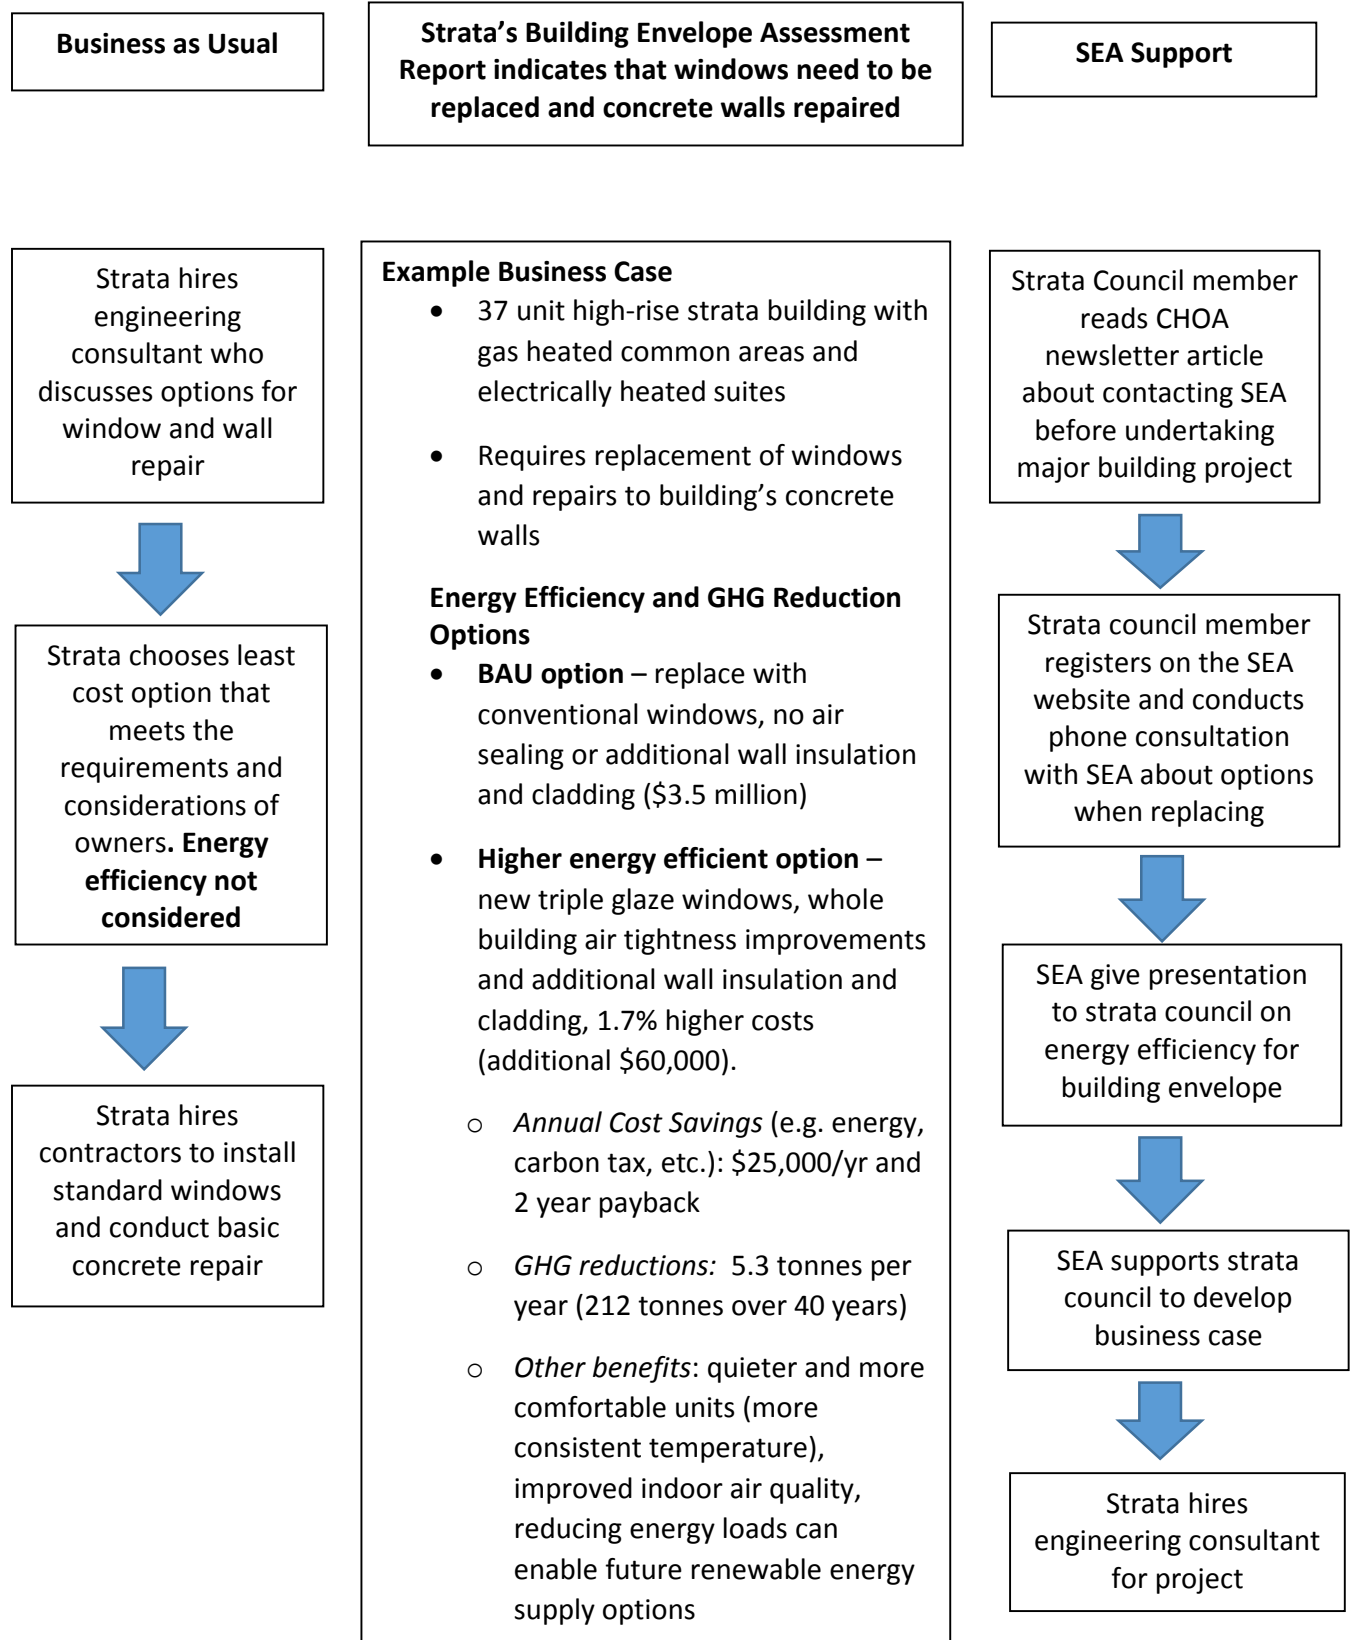 Business as Usual
Strata’s Building Envelope Assessment
Report indicates that windows need to be
replaced and concrete walls repaired
SEA Support
Strata hires
engineering
consultant who
discusses options for
window and wall
repair
Strata chooses least
cost option that
meets the
requirements and
considerations of
owners. Energy
efficiency not
considered
Strata hires
contractors to install
standard windows
and conduct basic
concrete repair
Example Business Case
• 37 unit high-rise strata building with
gas heated common areas and
electrically heated suites
• Requires replacement of windows
and repairs to building’s concrete
walls
Energy Efficiency and GHG Reduction
Options
• BAU option – replace with
conventional windows, no air
sealing or additional wall insulation
and cladding ($3.5 million)
• Higher energy efficient option –
new triple glaze windows, whole
building air tightness improvements
and additional wall insulation and
cladding, 1.7% higher costs
(additional $60,000).
o Annual Cost Savings (e.g. energy,
carbon tax, etc.): $25,000/yr and
2 year payback
o GHG reductions: 5.3 tonnes per
year (212 tonnes over 40 years)
o Other benefits: quieter and more
comfortable units (more
consistent temperature),
improved indoor air quality,
reducing energy loads can
enable future renewable energy
supply options
Strata Council member
reads CHOA
newsletter article
about contacting SEA
before undertaking
major building project
Strata council member
registers on the SEA
website and conducts
phone consultation
with SEA about options
when replacing
SEA give presentation
to strata council on
energy efficiency for
building envelope
SEA supports strata
council to develop
business case
Strata hires
engineering consultant
for project